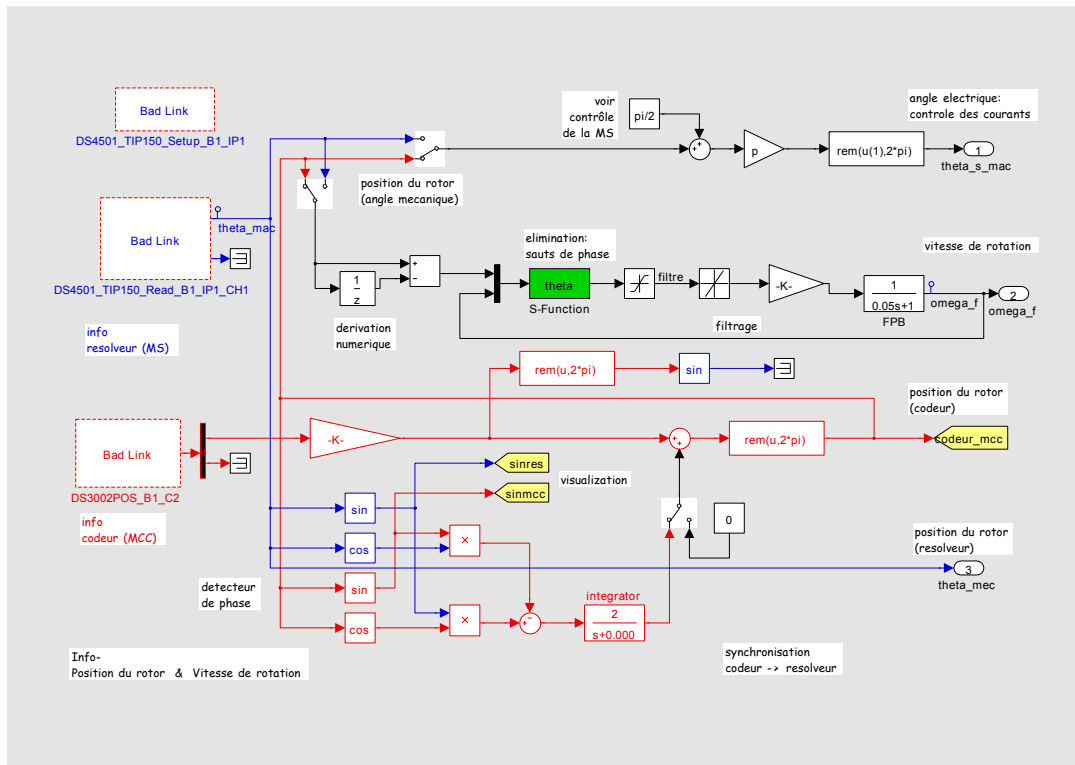 Bad Link
DS4501_TIP150_Setup_B1_IP1
voir
contrôle
de la MS
pi/2
angle electrique:
controle des courants
+
+
p
rem(u(1),2*pi)
1
theta_s_mac
position du rotor
(angle mecanique)
Bad Link
theta_mac
DS4501_TIP150_Read_B1_IP1_CH1
elimination:
sauts de phase
vitesse de rotation
1
z
+
−
theta
S-Function
filtre
-K-
1
0.05s+1
FPB
omega_f
2
omega_f
derivation
numerique
filtrage
info
resolveur (MS)
rem(u,2*pi)
sin
position du rotor
(codeur)
Bad Link
DS3002POS_B1_C2
-K-
+
+
rem(u,2*pi)
codeur_mcc
sinres
visualization
sinmcc
info
codeur (MCC)
sin
0
cos
×
position du rotor
(resolveur)
3
theta_mec
detecteur
de phase
sin
cos
×
+
−
integrator
2
s+0.000
synchronisation
codeur -> resolveur
Info-
Position du rotor & Vitesse de rotation